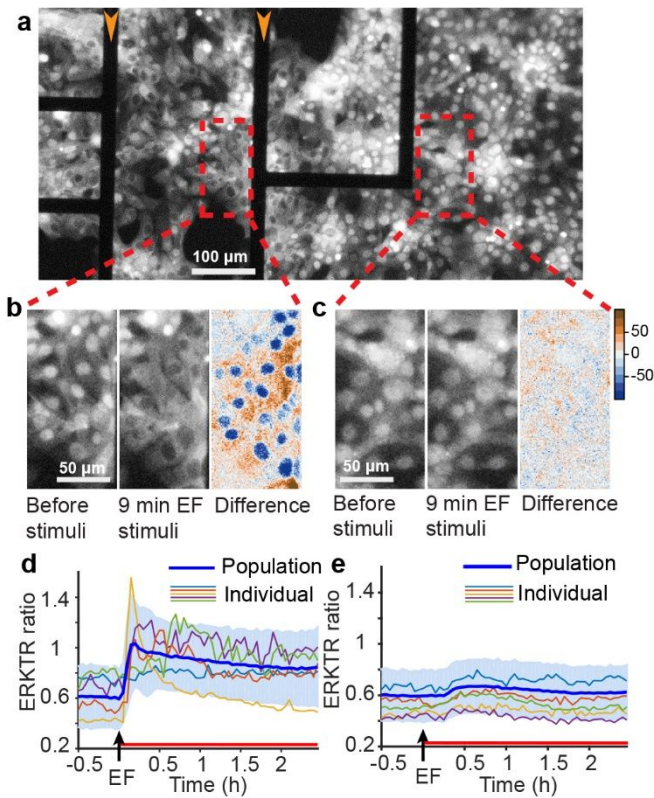 a
100 µm
b
c
50
0
-50
50 µm
50 µm
Before stimuli
9 min EF stimuli
Difference
Before stimuli
9 min EF stimuli
Difference
d
e
Population
Individual
Population
Individual
ERKTR ratio
1.4
1
0.6
0.2
ERKTR ratio
1.4
1
0.6
0.2
-0.5
0
0.5
1
1.5
2
EF
Time (h)
-0.5
0
0.5
1
1.5
2
EF
Time (h)